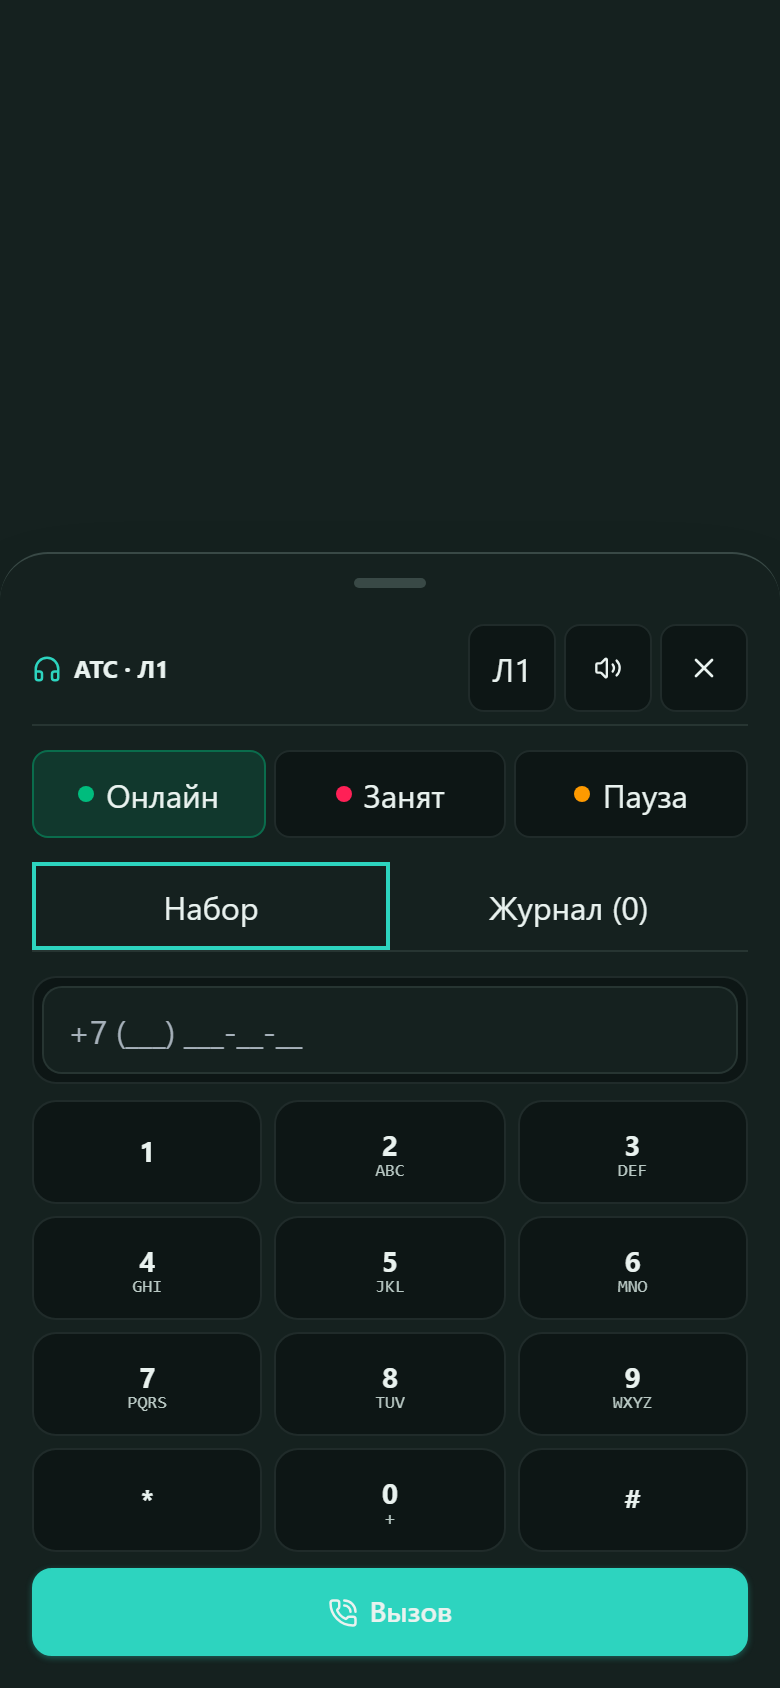 АТС · Л1
Л1
Онлайн
Занят
Пауза
Набор
Журнал (0)
+7 (___) ___-__-__
1
2
ABC
3
DEF
4
GHI
5
JKL
6
MNO
7
PQRS
8
TUV
9
WXYZ
*
0
+
#
Вызов